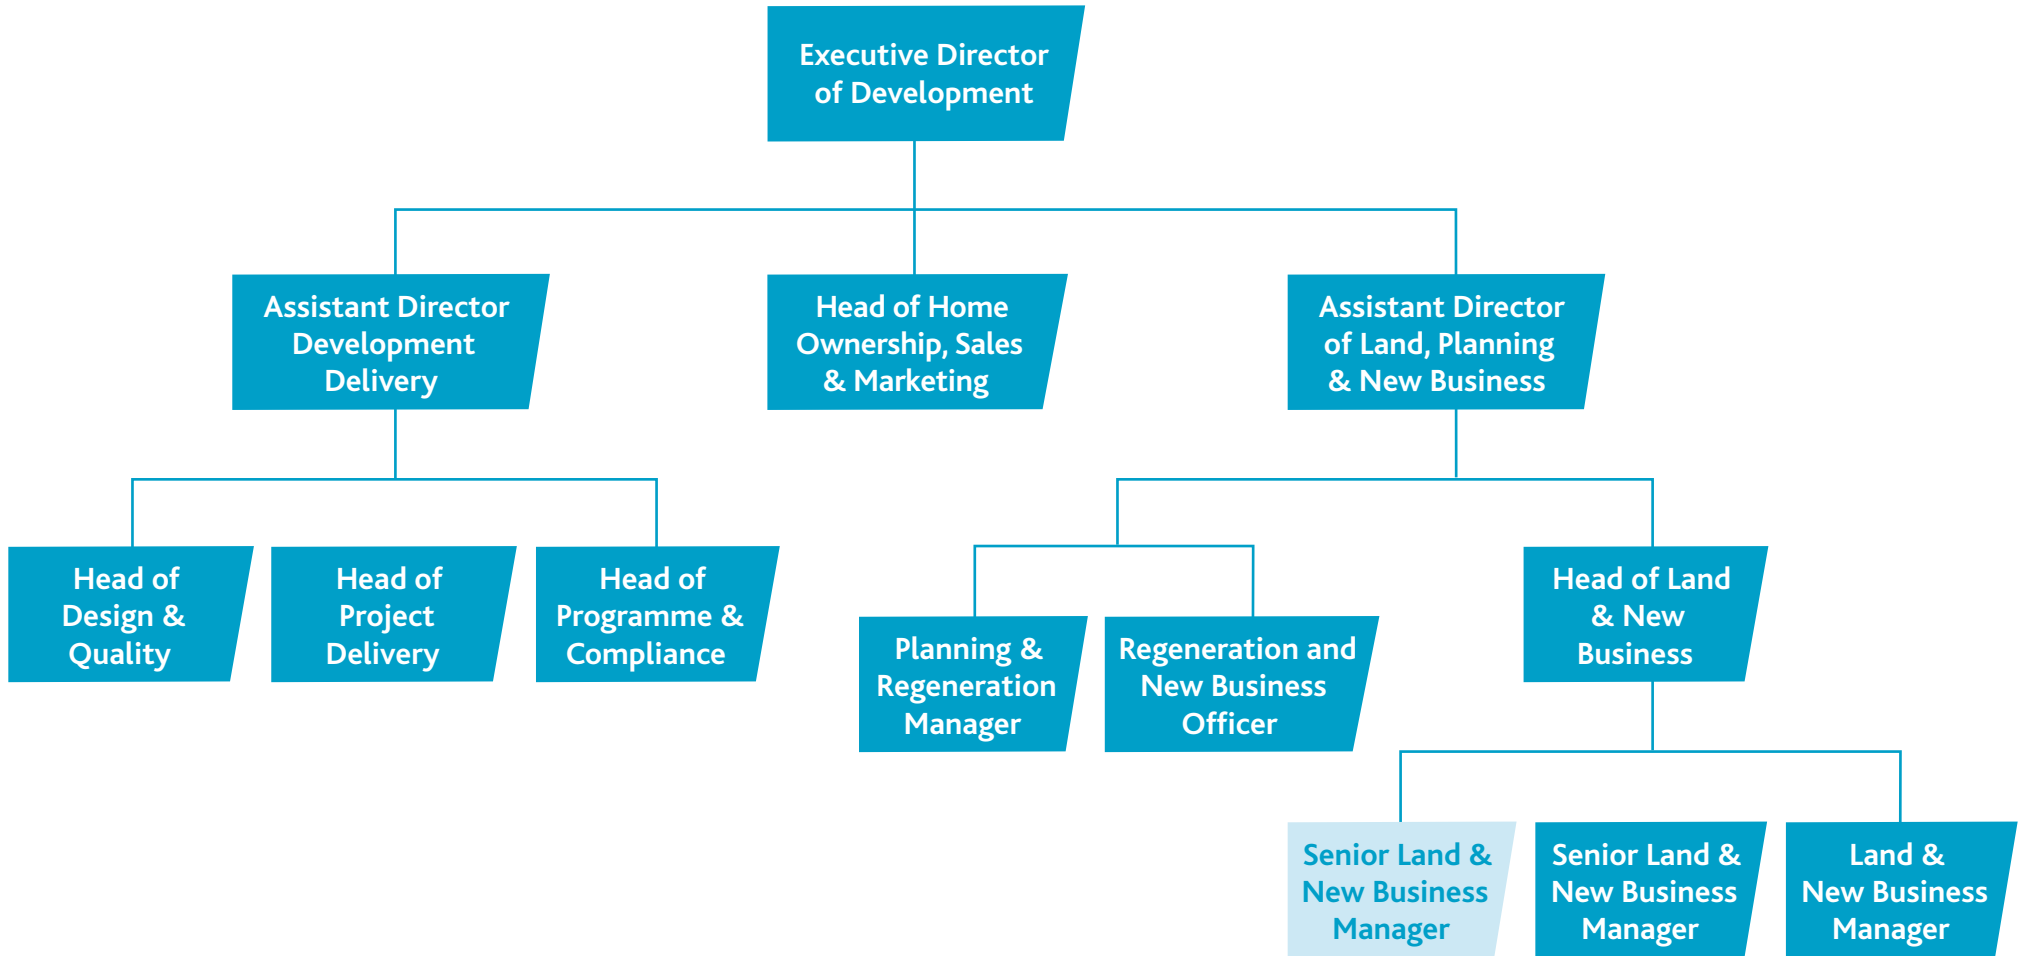 Executive Director
of Development
Assistant Director
Development
Delivery
Head of Home
Ownership, Sales
& Marketing
Assistant Director
of Land, Planning
& New Business
Head of
Design &
Quality
Head of
Project
Delivery
Head of
Programme &
Compliance
Planning &
Regeneration
Manager
Regeneration and
New Business
Officer
Head of Land
& New
Business
Senior Land &
New Business
Manager
Senior Land &
New Business
Manager
Land &
New Business
Manager